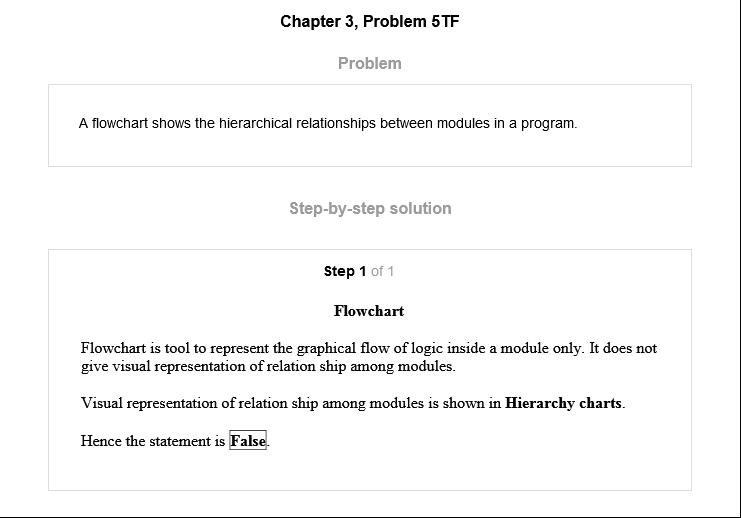 Chapter 3, Problem 5TF
Problem
A flowchart shows the hierarchical relationships between modules in a program.
Step-by-step solution
Step 1 of 1
Flowchart
Flowchart is tool to represent the graphical flow of logic inside a module only. It does not
give visual representation of relation ship among modules.
Visual representation of relation ship among modules is shown in Hierarchy charts.
Hence the statement is False.